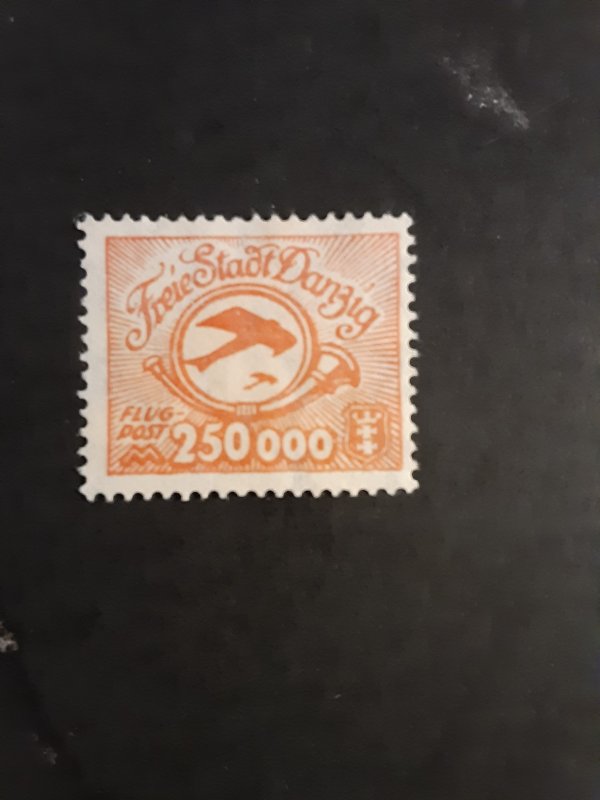 Freie Stadt Danzig
FLUG-
POST
M 250 000